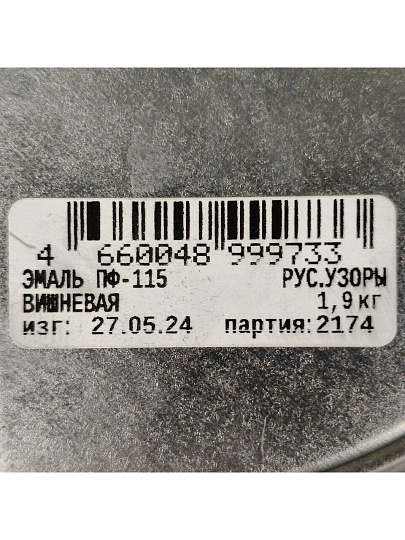 4 660048 999733
ЭМАЛЬ ПФ-115 РУС.УЗОРЫ
ВИШНЕВАЯ 1,9кг
изг: 27.05.24 партия:2174